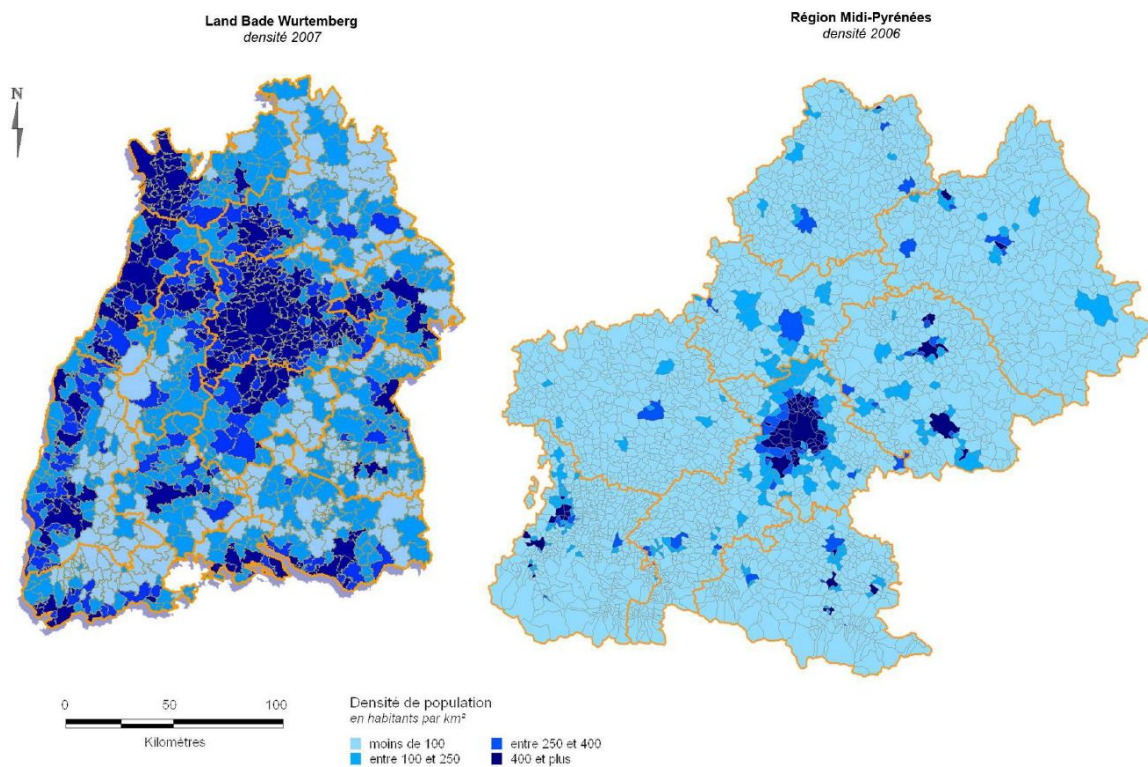 Land Bade Wurtemberg
densité 2007
Région Midi-Pyrénées
densité 2006
N
0 50 100
Kilométres
Densité de population
en habitants par km²
moins de 100
entre 250 et 400
entre 100 et 250
400 et plus